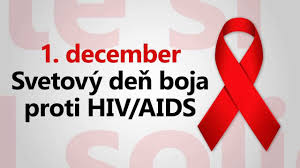 1. december
Svetový deň boja
proti HIV/AIDS